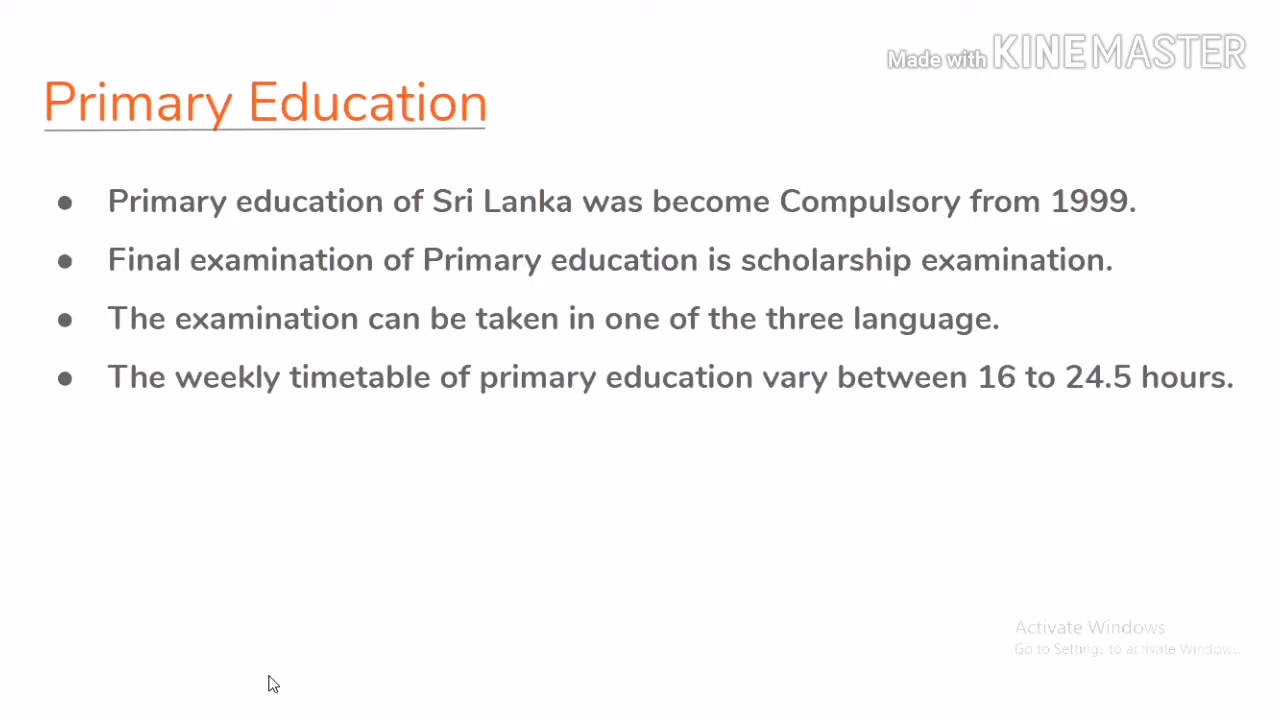 Made with KINEMASTER
Primary Education
● Primary education of Sri Lanka was become Compulsory from 1999.
● Final examination of Primary education is scholarship examination.
● The examination can be taken in one of the three language.
● The weekly timetable of primary education vary between 16 to 24.5 hours.
Activate Windows
Go to Settings to activate Windows.